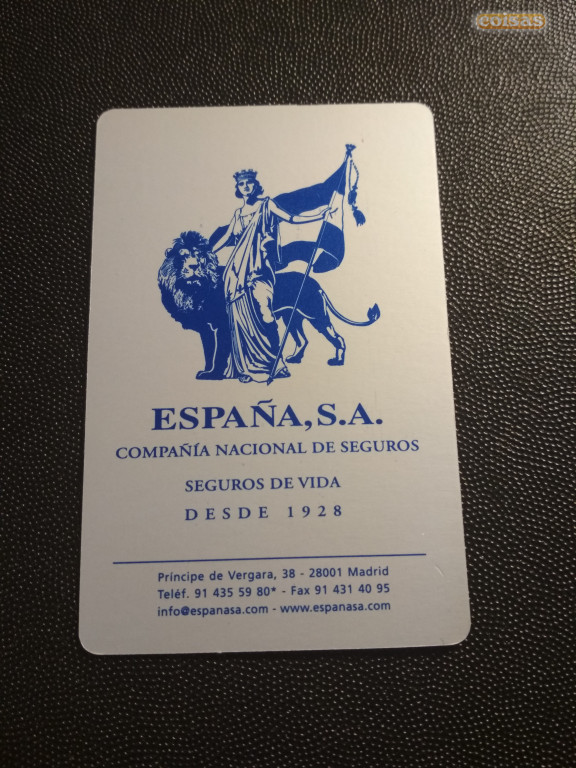 coisas
ESPAÑA, S.A.
COMPAÑÍA NACIONAL DE SEGUROS
SEGUROS DE VIDA
DESDE 1928
Príncipe de Vergara, 38 - 28001 Madrid
Teléf. 91 435 59 80* - Fax 91 431 40 95
info@espanasa.com - www.espanasa.com